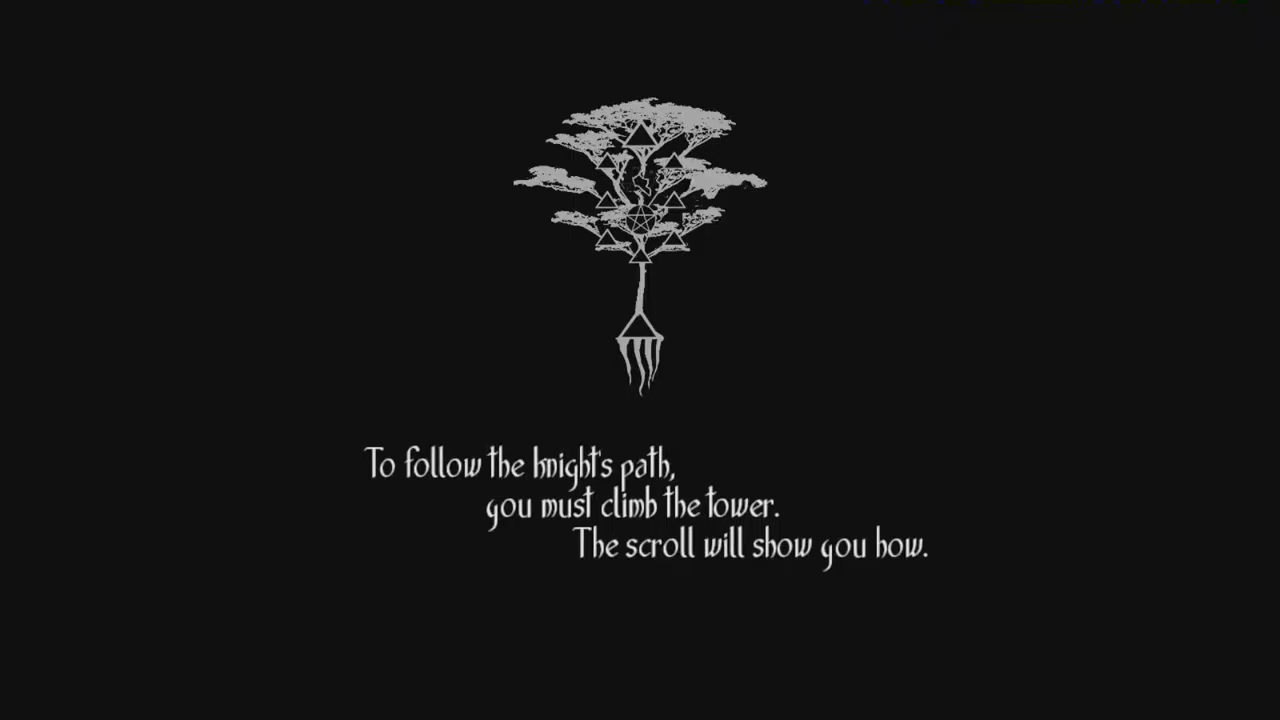 To follow the knight's path,
you must climb the tower.
The scroll will show you how.